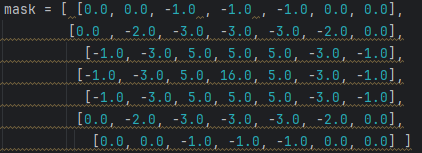 mask = [ [0.0, 0.0, -1.0 , -1.0 , -1.0, 0.0, 0.0],
[0.0 , -2.0, -3.0, -3.0, -3.0, -2.0, 0.0],
[-1.0, -3.0, 5.0, 5.0, 5.0, -3.0, -1.0],
[-1.0, -3.0, 5.0, 16.0, 5.0, -3.0, -1.0],
[-1.0, -3.0, 5.0, 5.0, 5.0, -3.0, -1.0],
[0.0, -2.0, -3.0, -3.0, -3.0, -2.0, 0.0],
[0.0, 0.0, -1.0, -1.0, -1.0, 0.0, 0.0] ]